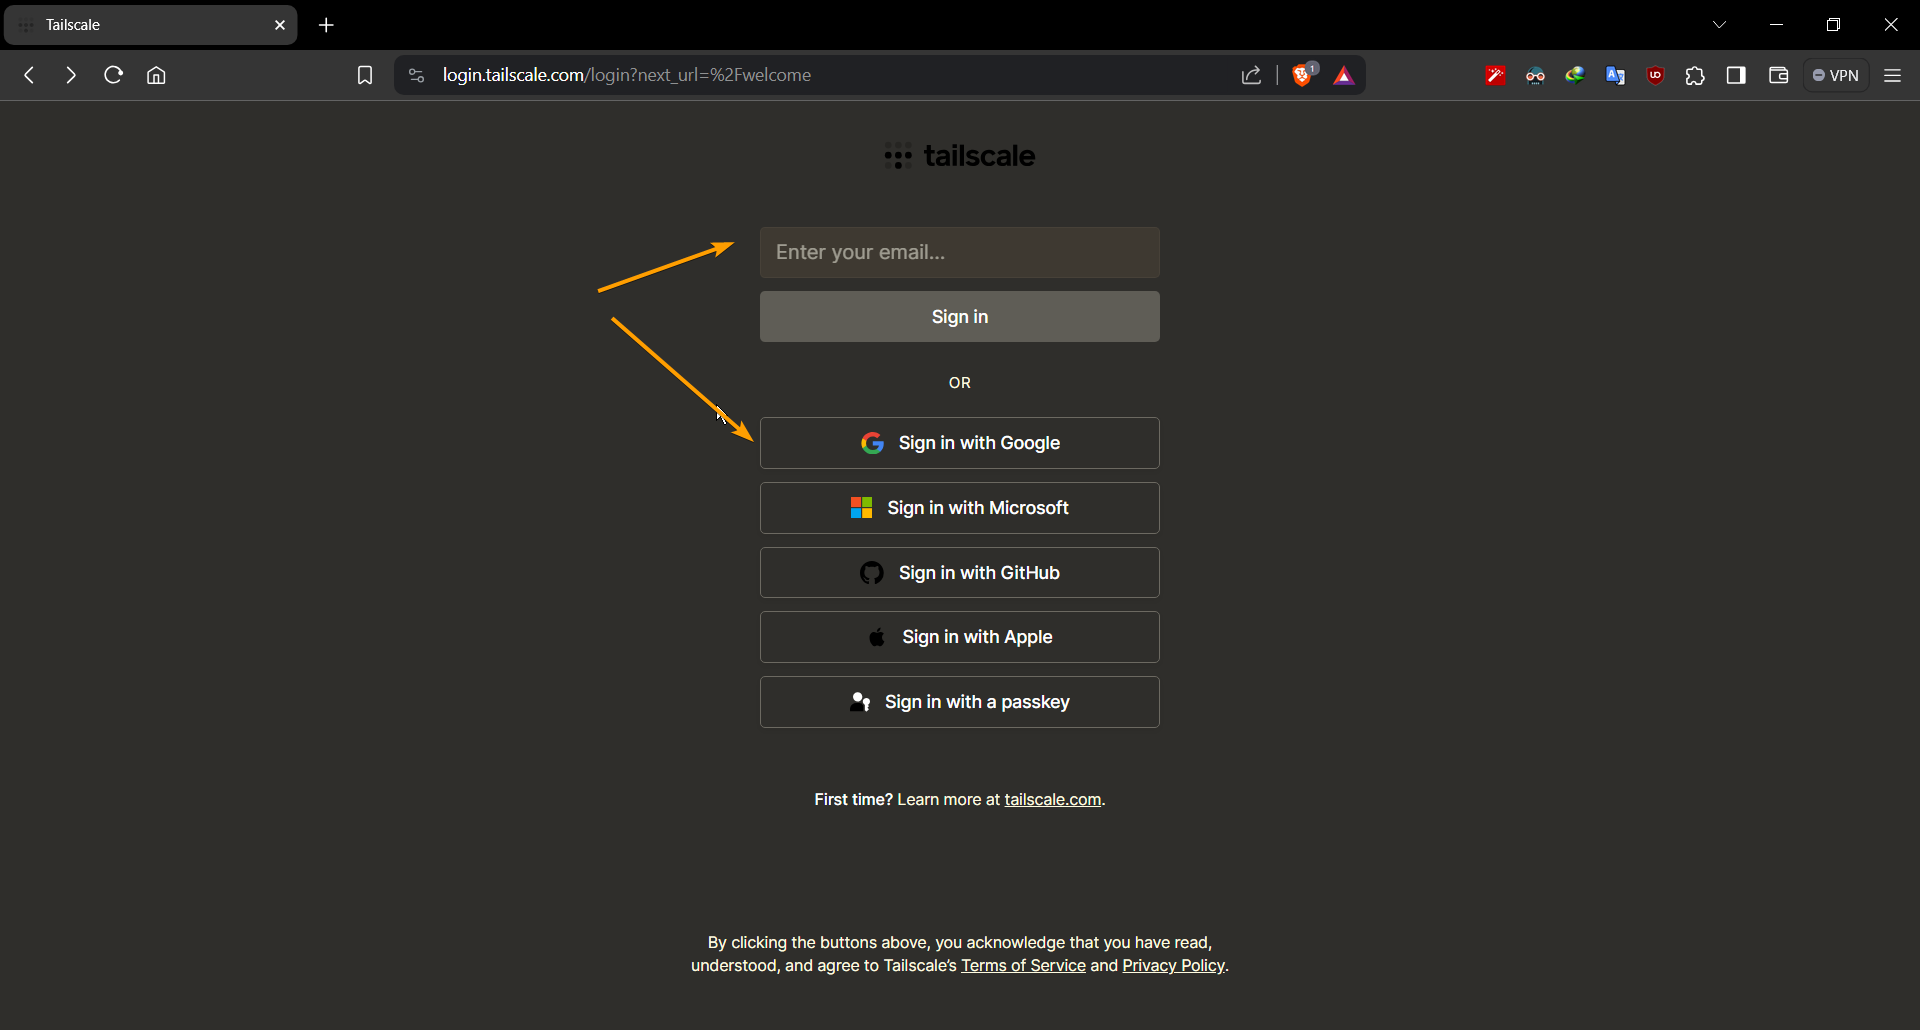 Tailscale
login.tailscale.com/login?next_url=%2Fwelcome
1
VPN
tailscale
Enter your email...
Sign in
OR
Sign in with Google
Sign in with Microsoft
Sign in with GitHub
Sign in with Apple
Sign in with a passkey
First time? Learn more at tailscale.com.
By clicking the buttons above, you acknowledge that you have read,
understood, and agree to Tailscale's Terms of Service and Privacy Policy.